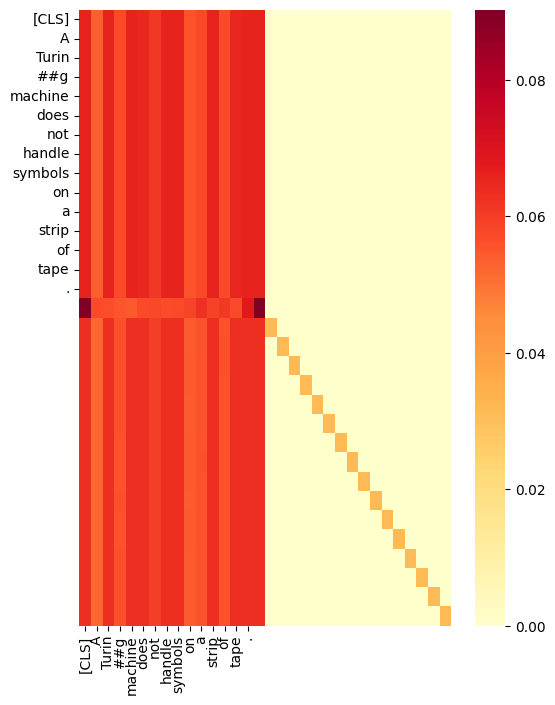 [CLS]
A
Turin
##g
machine
does
not
handle
symbols
on
a
strip
of
tape
.
0.08
0.06
0.04
0.02
0.00
[CLS]
A
Turin
##g
machine
does
not
handle
symbols
on
a
strip
of
tape
.